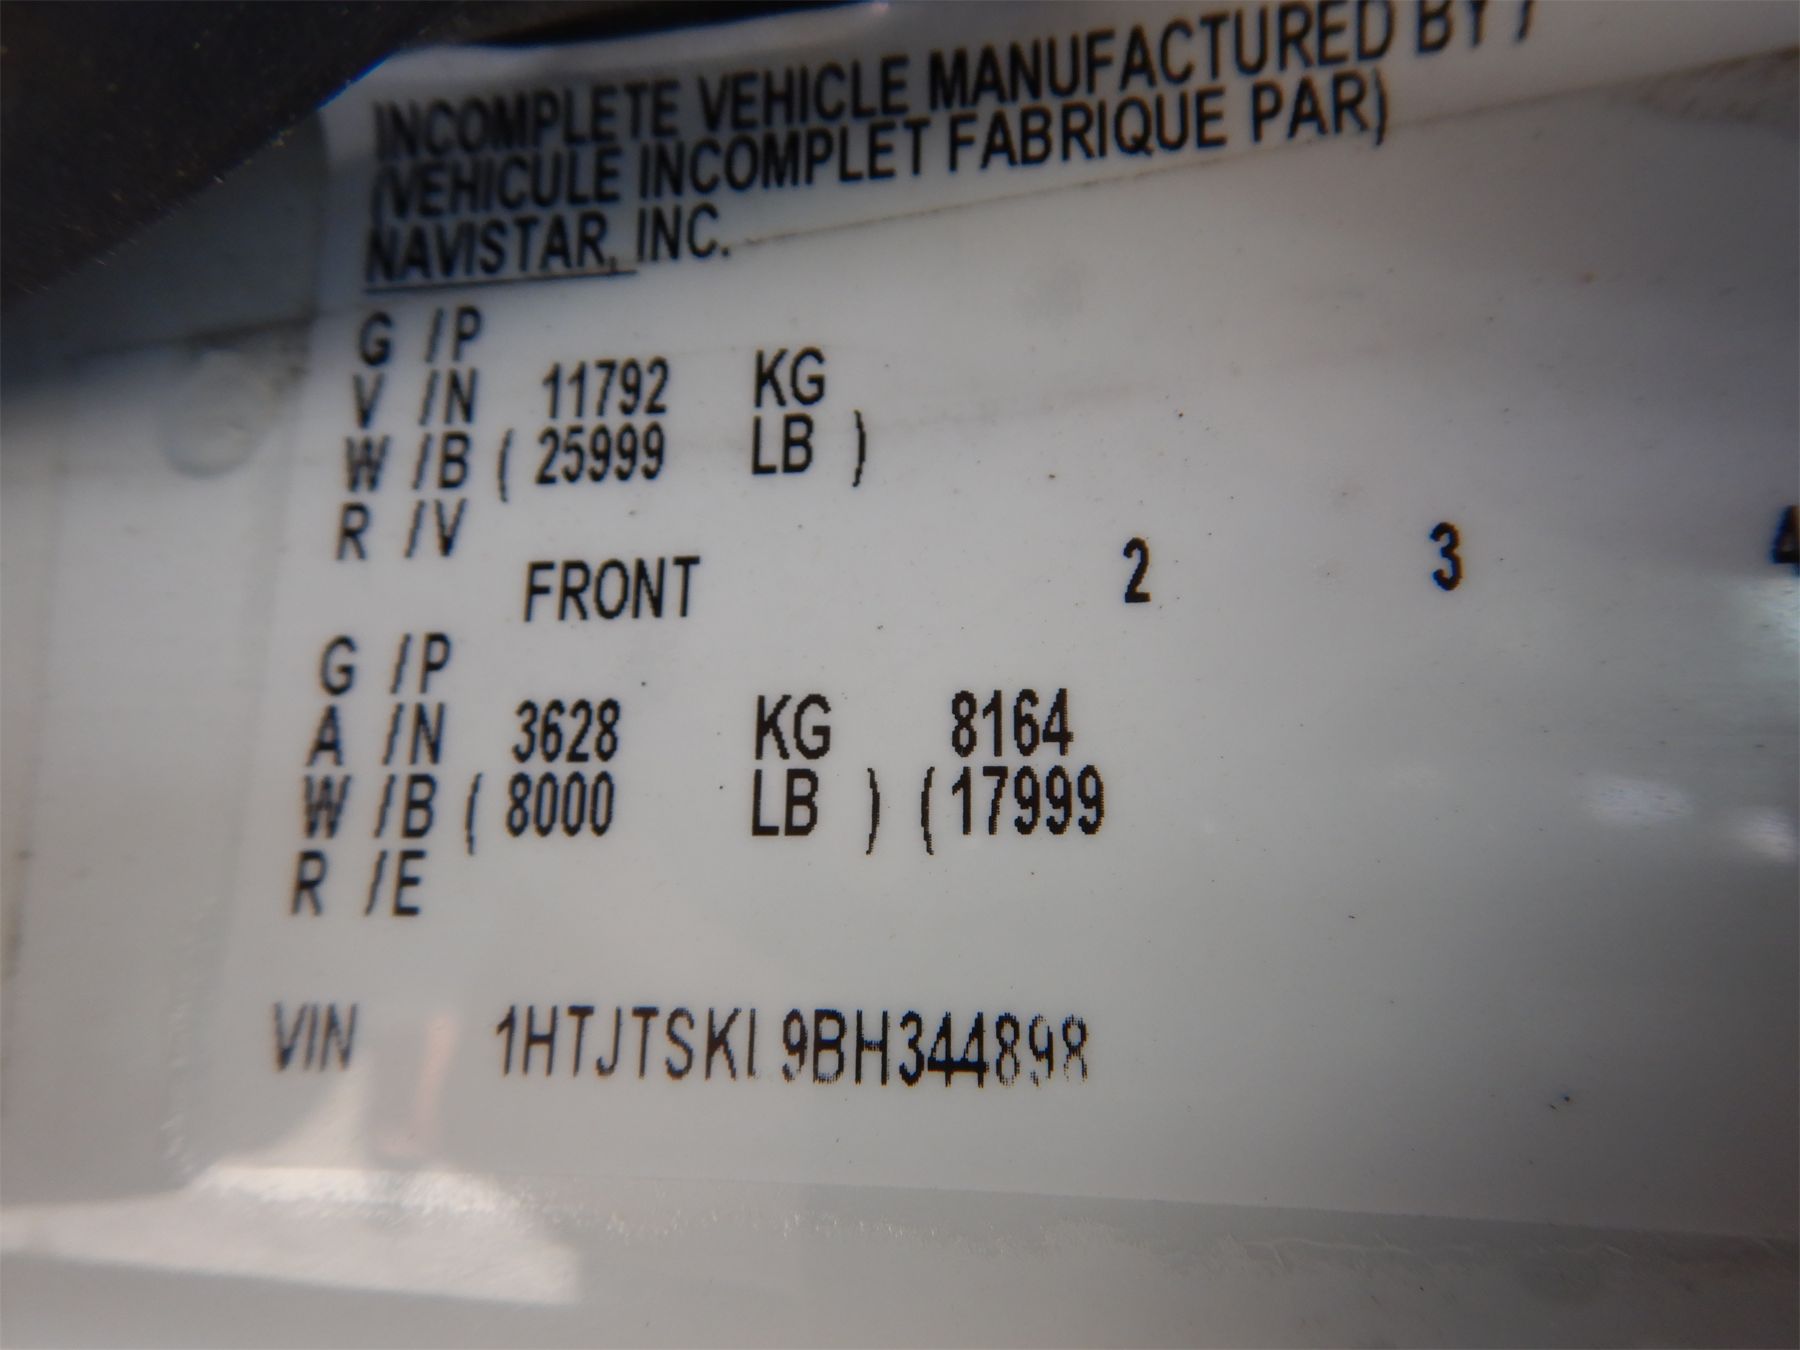 INCOMPLETE VEHICLE MANUFACTURED BY /
(VEHICULE INCOMPLET FABRIQUE PAR)
NAVISTAR, INC.
G /P
V /N 11792 KG
W /B ( 25999 LB )
R /V
FRONT 2 3 4
G /P
A /N 3628 KG 8164
W /B ( 8000 LB ) ( 17999
R /E
VIN 1HTJTSKL9BH344898